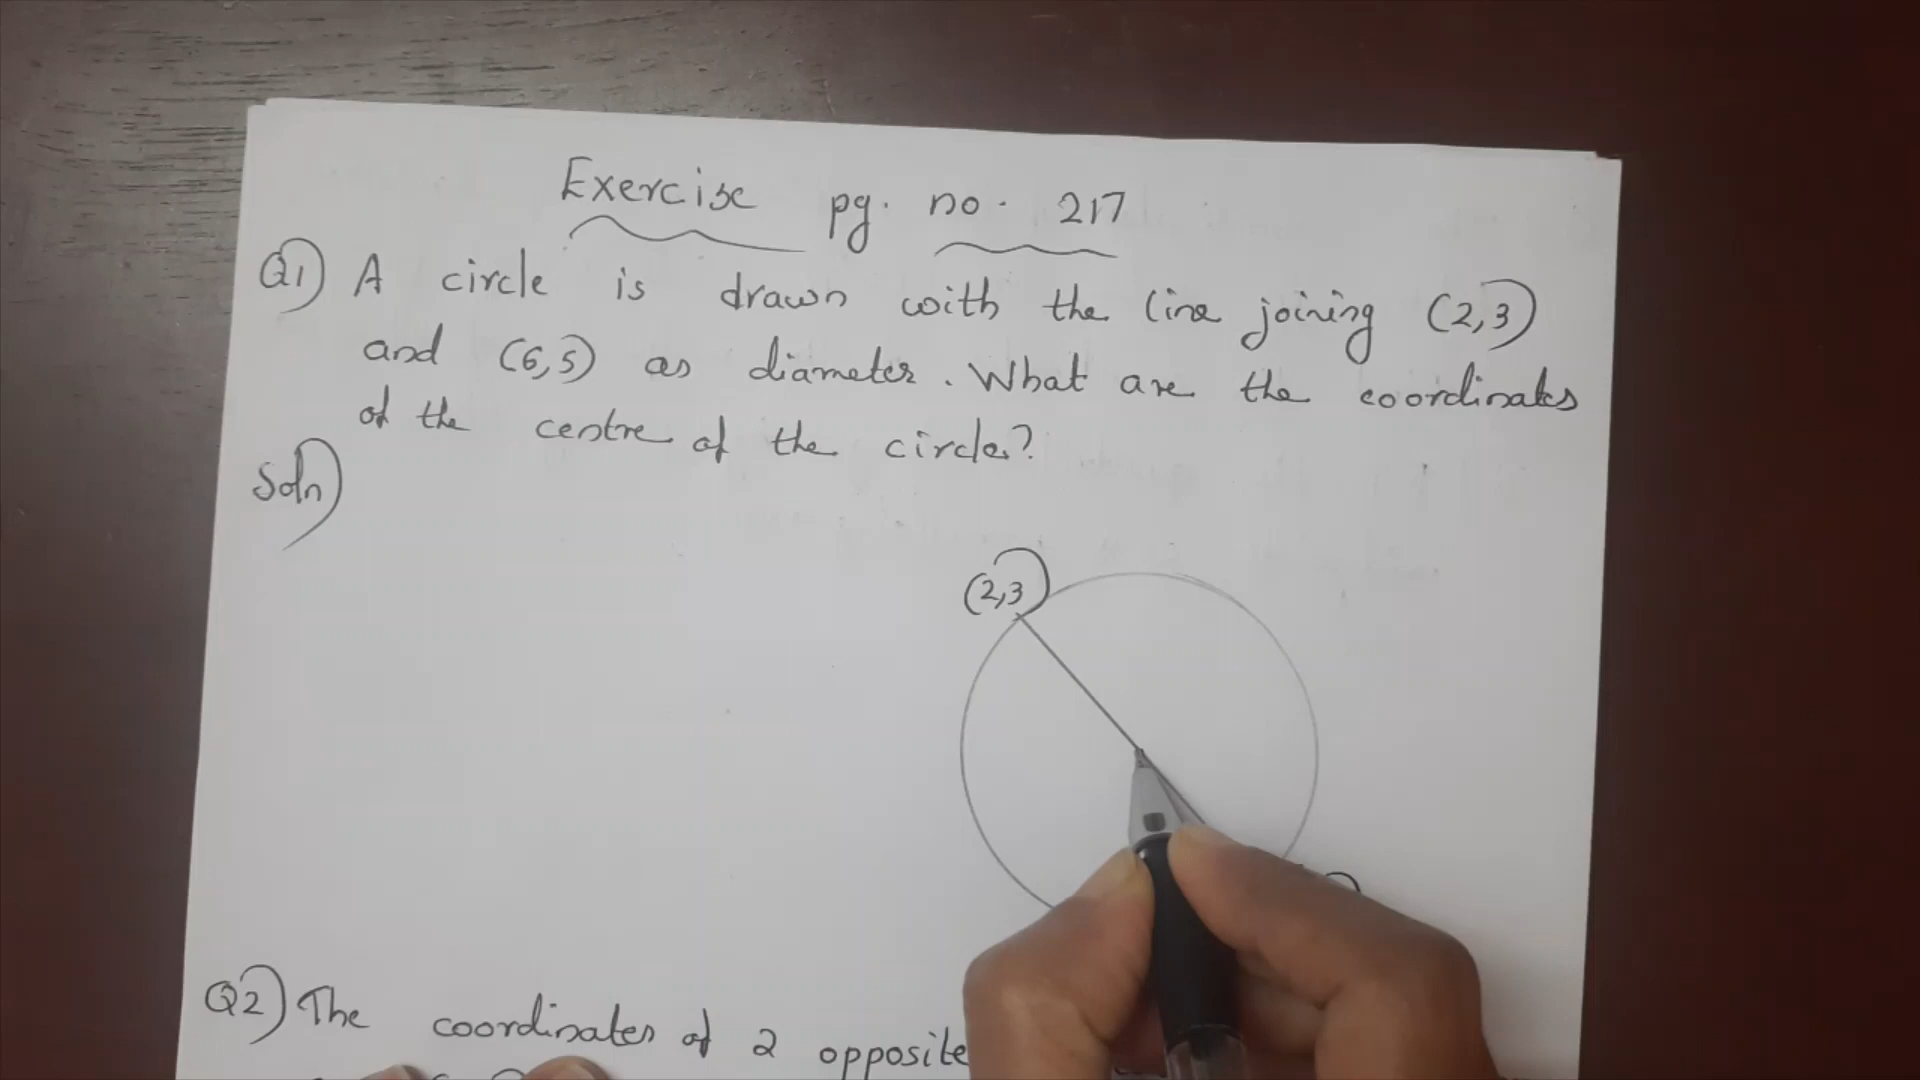 Exercise pg. no. 217
Q1) A circle is drawn with the line joining (2,3)
and (6,5) as diameter. What are the coordinates
of the centre of the circle?
Soln)
(2,3)
Q2) The coordinates of 2 opposite